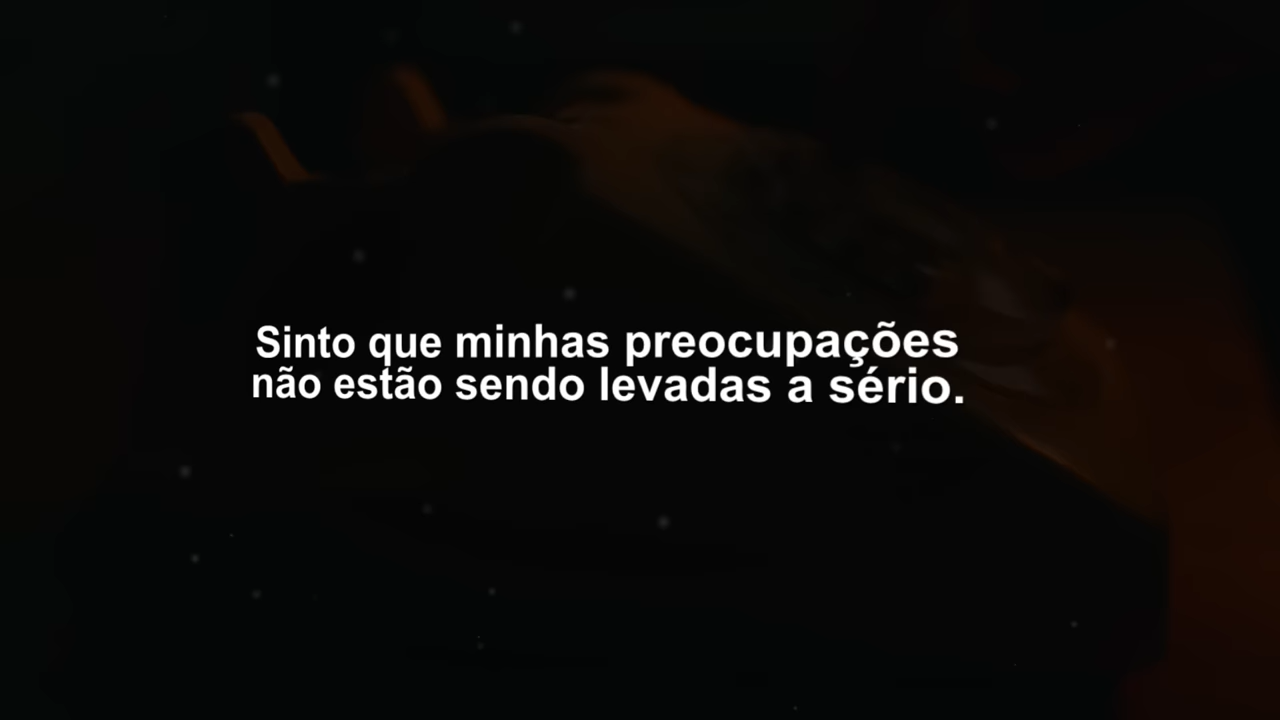 Sinto que minhas preocupações
não estão sendo levadas a sério.